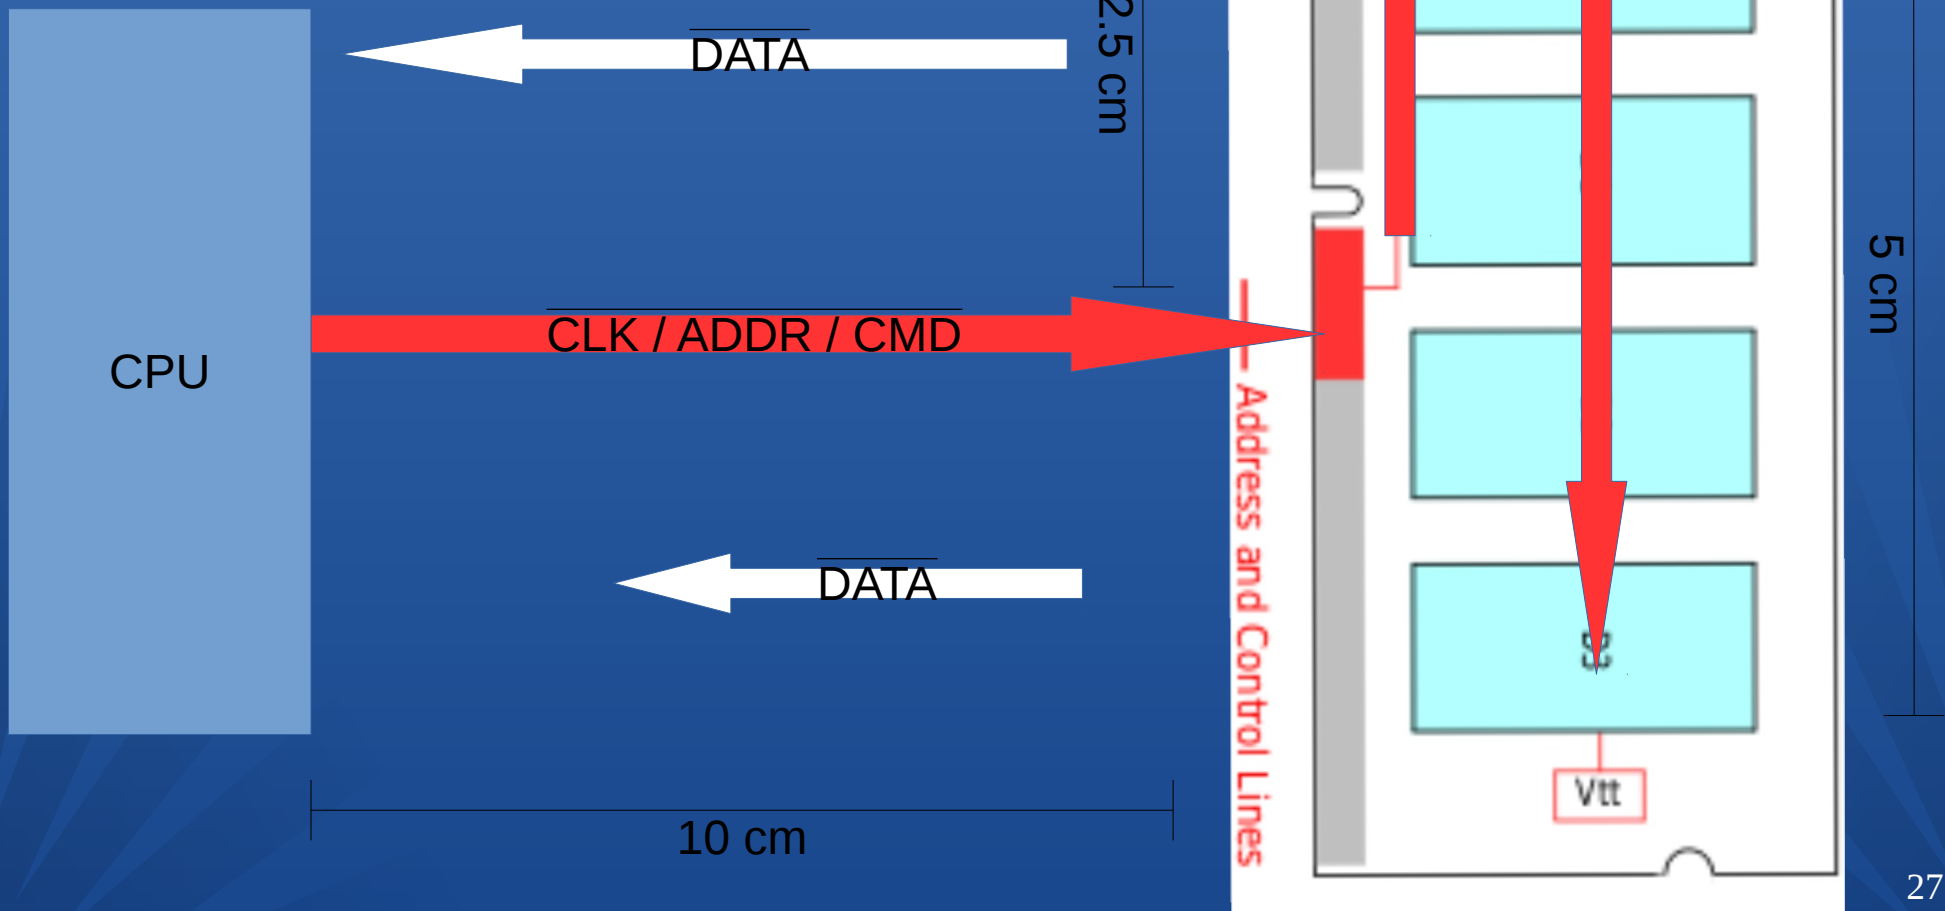 DATA
2.5 cm
CPU
CLK / ADDR / CMD
Address and Control Lines
5 cm
DATA
Vtt
10 cm
27